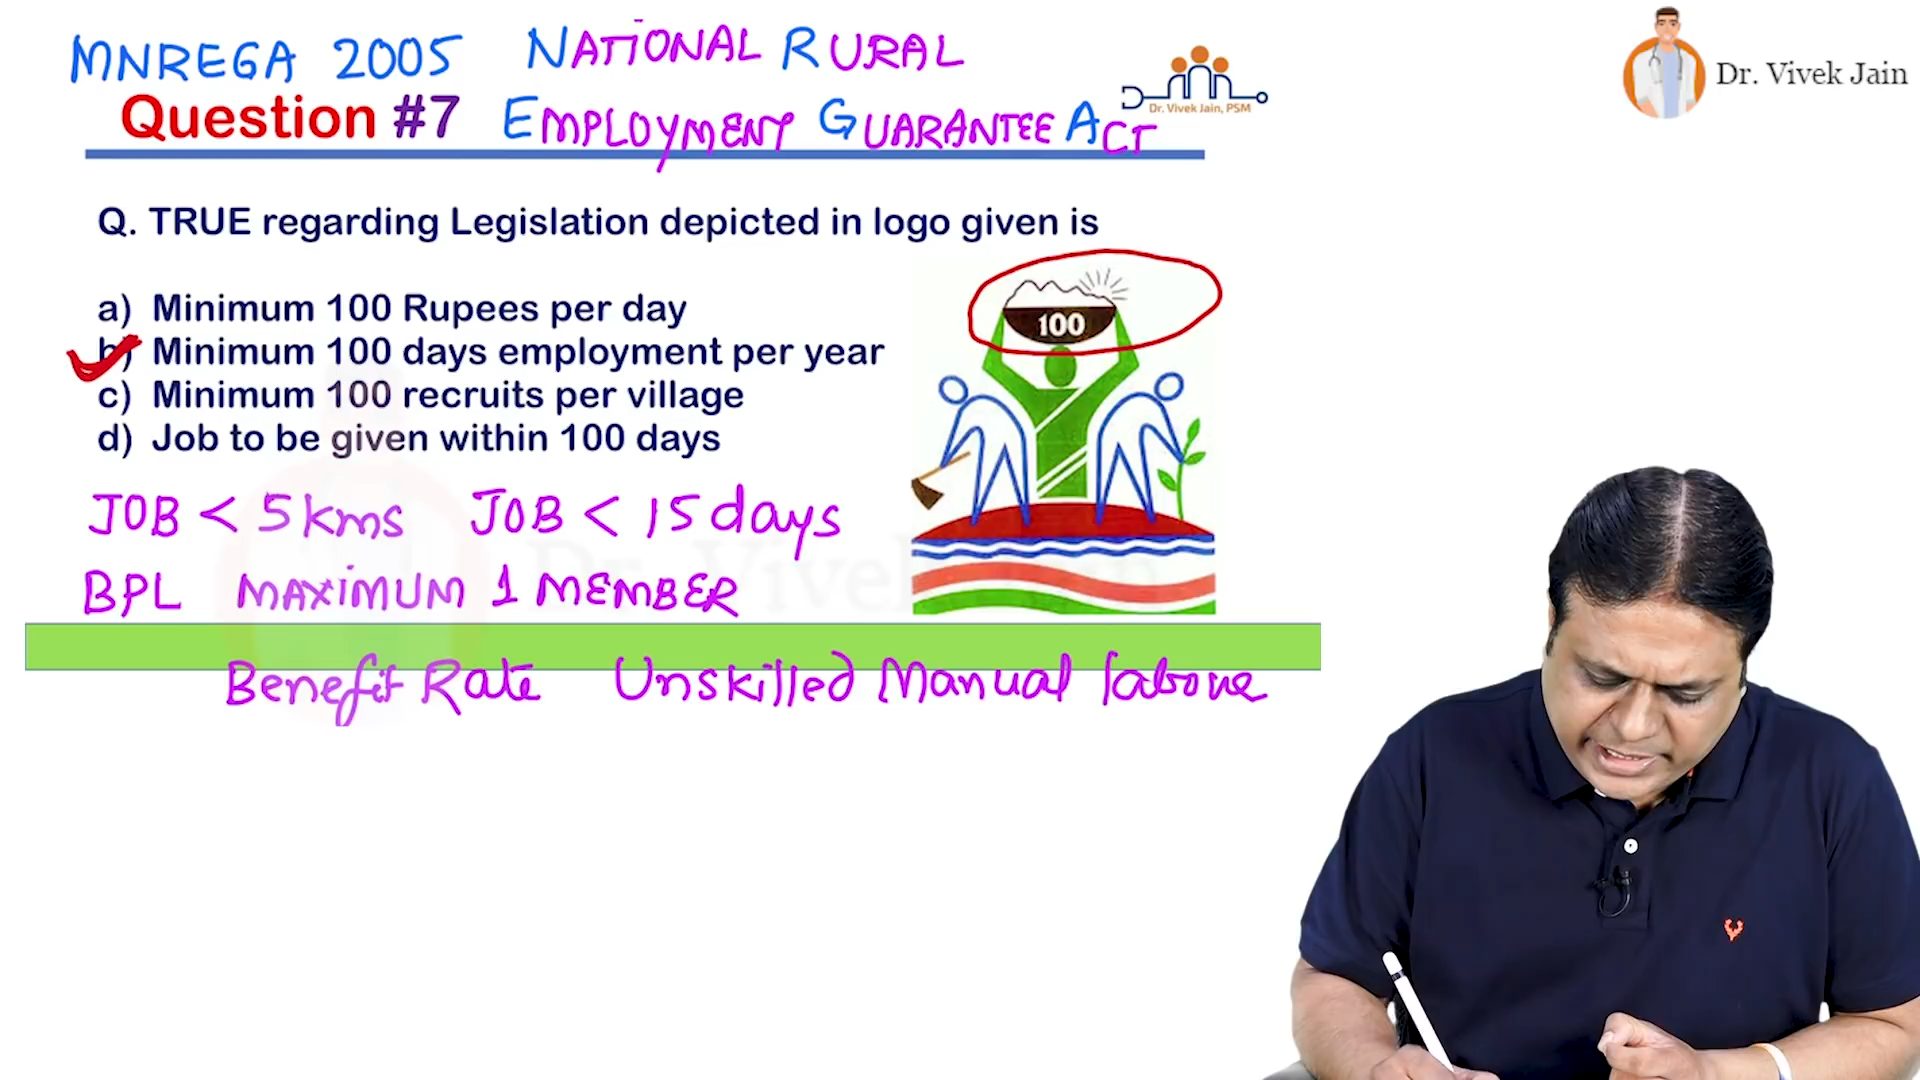 MNREGA 2005 NATIONAL RURAL
Question #7 EMPLOYMENT GUARANTEE ACT
Dr. Vivek Jain, PSM
Dr. Vivek Jain
Q. TRUE regarding Legislation depicted in logo given is
a) Minimum 100 Rupees per day
b) Minimum 100 days employment per year
c) Minimum 100 recruits per village
d) Job to be given within 100 days
100
JOB < 5 kms JOB < 15 days
BPL MAXIMUM 1 MEMBER
Dr. Vivek Jain
Benefit Rate Unskilled Manual